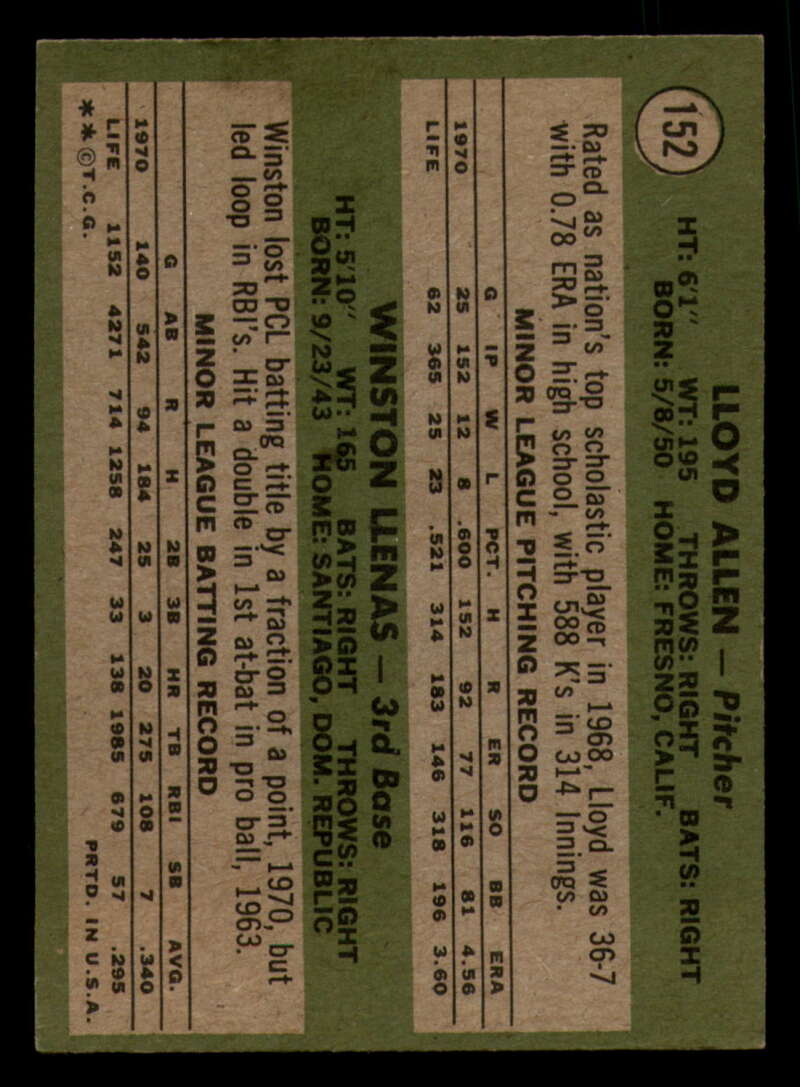 152
LLOYD ALLEN — Pitcher
HT: 6'1" WT: 195 THROWS: RIGHT BATS: RIGHT
BORN: 5/8/50 HOME: FRESNO, CALIF.
Rated as nation's top scholastic player in 1968, Lloyd was 36-7
with 0.78 ERA in high school, with 588 K's in 314 Innings.
MINOR LEAGUE PITCHING RECORD
G IP W L PCT. H R ER SO BB ERA
1970 25 152 12 8 .600 152 92 77 116 81 4.56
LIFE 62 365 25 23 .521 314 183 146 318 196 3.60
WINSTON LLENAS — 3rd Base
HT: 5'10" WT: 165 BATS: RIGHT THROWS: RIGHT
BORN: 9/23/43 HOME: SANTIAGO, DOM. REPUBLIC
Winston lost PCL batting title by a fraction of a point, 1970, but
led loop in RBI's. Hit a double in 1st at-bat in pro ball, 1963.
MINOR LEAGUE BATTING RECORD
G AB R H 2B 3B HR TB RBI SB AVG.
1970 140 542 94 184 25 3 20 275 108 7 .340
LIFE 1152 4271 714 1258 247 33 138 1985 679 57 .295
**©T.C.G. PRTD. IN U.S.A.